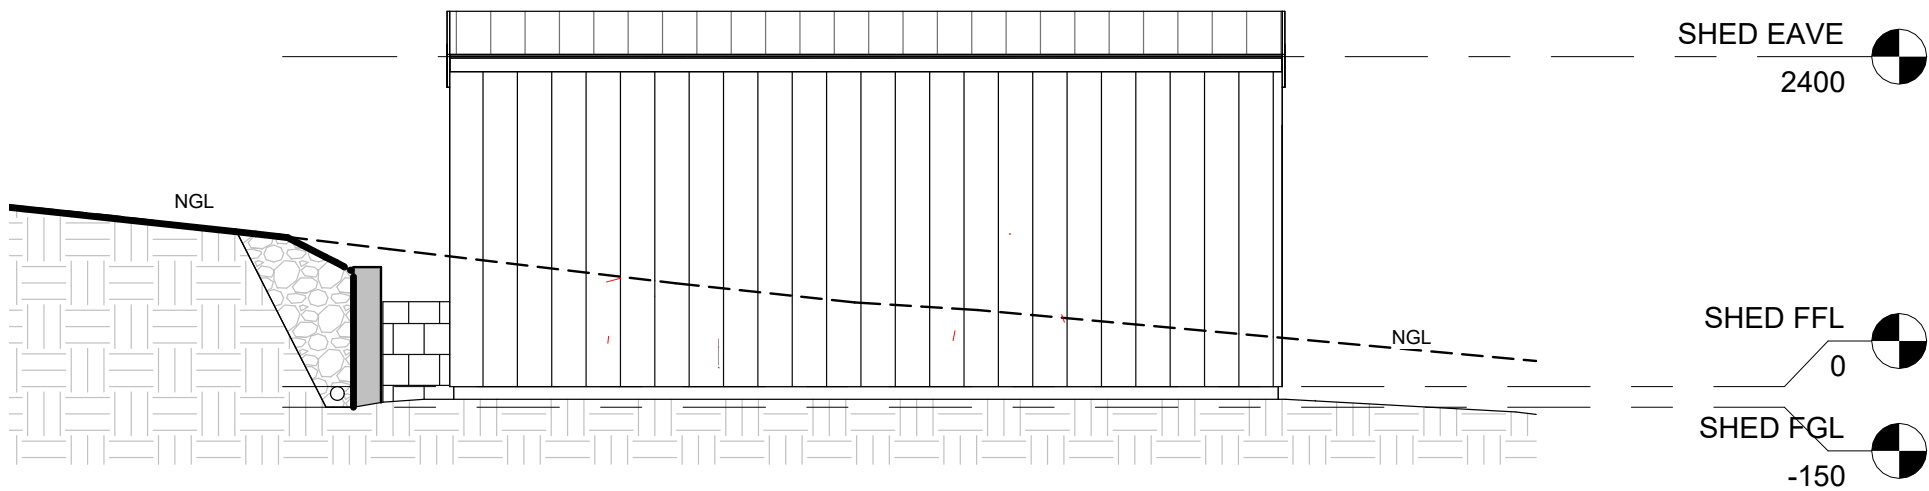 SHED EAVE
2400
NGL
SHED FFL
NGL
0
SHED FGL
-150